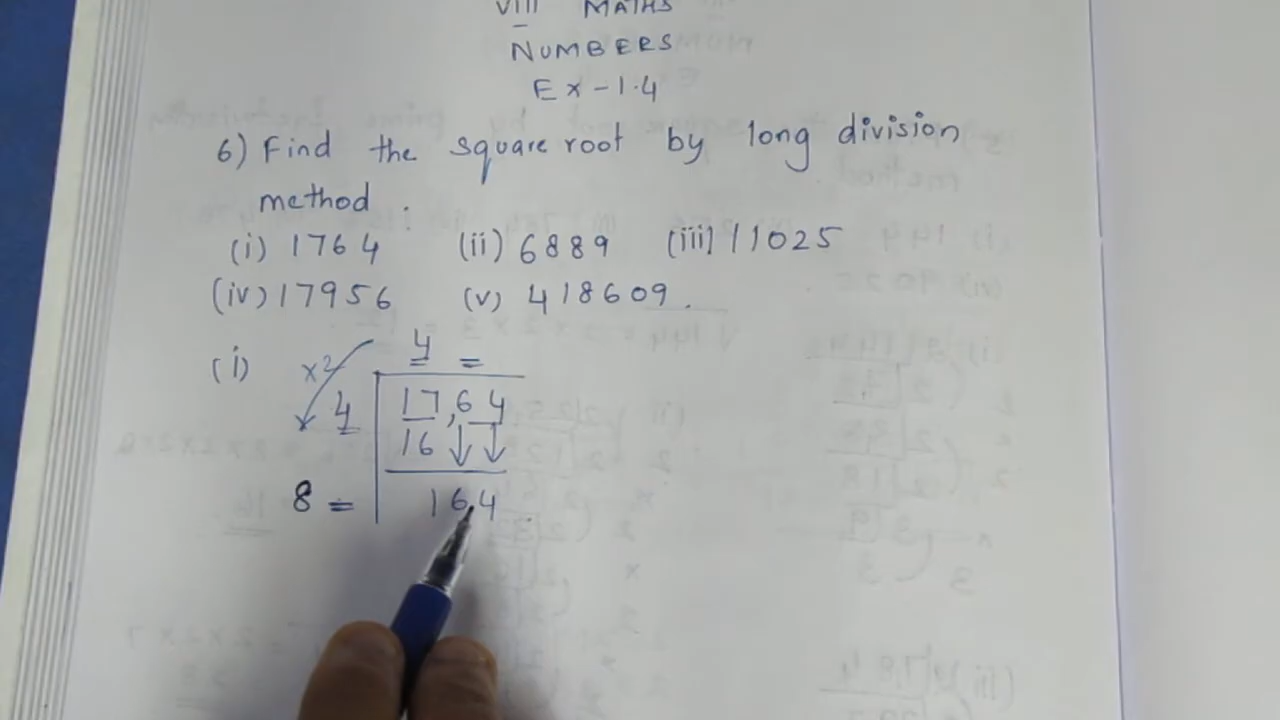 VIII MATHS
NUMBERS
Ex-1.4
6) Find the square root by long division
method.
(i) 1764 (ii) 6889 (iii) 11025
(iv) 17956 (v) 418609.
(i) ×2 4 =
4 17,64
16
8 = 164